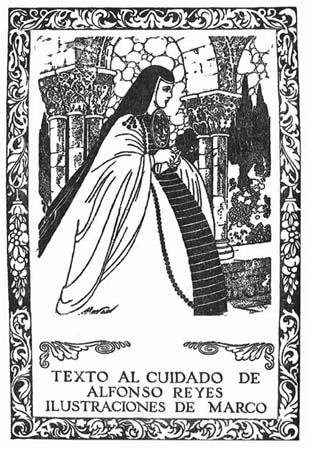 TEXTO AL CUIDADO DE
ALFONSO REYES
ILUSTRACIONES DE MARCO